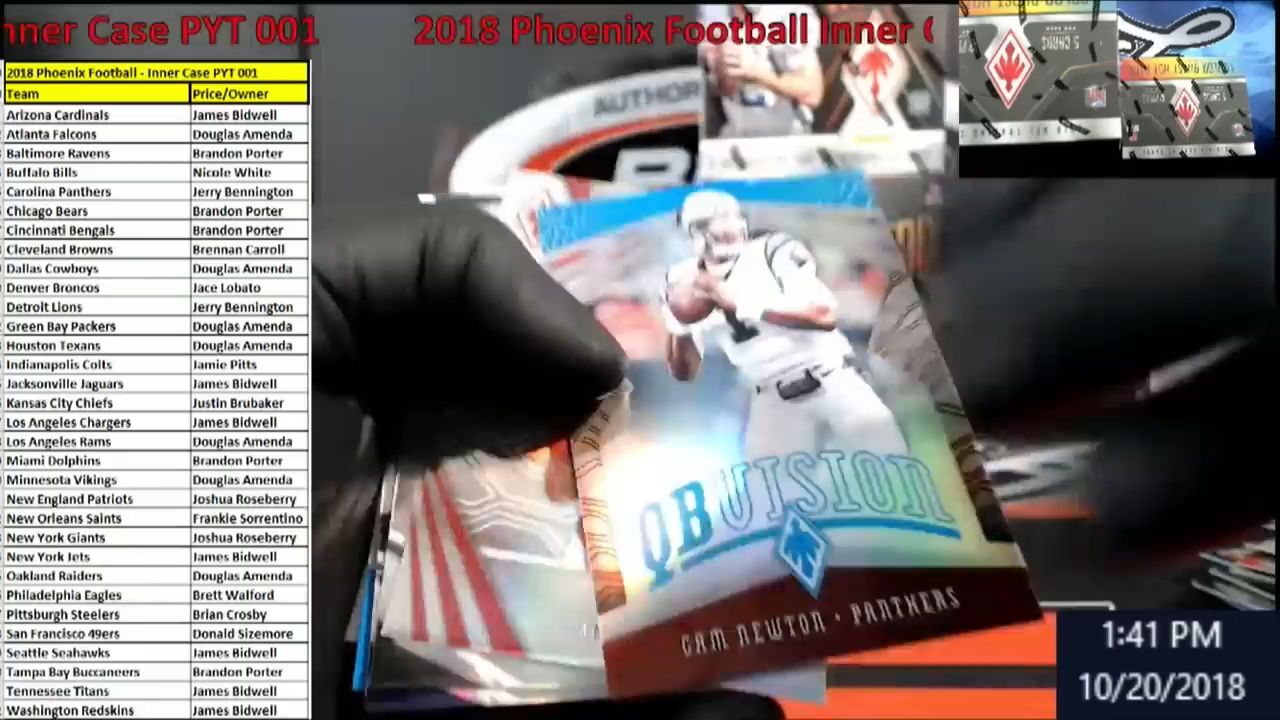 nner Case PYT 001
2018 Phoenix Football Inner
2018 Phoenix Football - Inner Case PYT 001
Team Price/Owner
Arizona Cardinals James Bidwell
Atlanta Falcons Douglas Amenda
Baltimore Ravens Brandon Porter
Buffalo Bills Nicole White
Carolina Panthers Jerry Bennington
Chicago Bears Brandon Porter
Cincinnati Bengals Brandon Porter
Cleveland Browns Brennan Carroll
Dallas Cowboys Douglas Amenda
Denver Broncos Jace Lobato
Detroit Lions Jerry Bennington
Green Bay Packers Douglas Amenda
Houston Texans Douglas Amenda
Indianapolis Colts Jamie Pitts
Jacksonville Jaguars James Bidwell
Kansas City Chiefs Justin Brubaker
Los Angeles Chargers James Bidwell
Los Angeles Rams Douglas Amenda
Miami Dolphins Brandon Porter
Minnesota Vikings Douglas Amenda
New England Patriots Joshua Roseberry
New Orleans Saints Frankie Sorrentino
New York Giants Joshua Roseberry
New York Jets James Bidwell
Oakland Raiders Douglas Amenda
Philadelphia Eagles Brett Walford
Pittsburgh Steelers Brian Crosby
San Francisco 49ers Donald Sizemore
Seattle Seahawks James Bidwell
Tampa Bay Buccaneers Brandon Porter
Tennessee Titans James Bidwell
Washington Redskins James Bidwell
AUTHOR
QB VISION
CAM NEWTON • PANTHERS
1:41 PM
10/20/2018